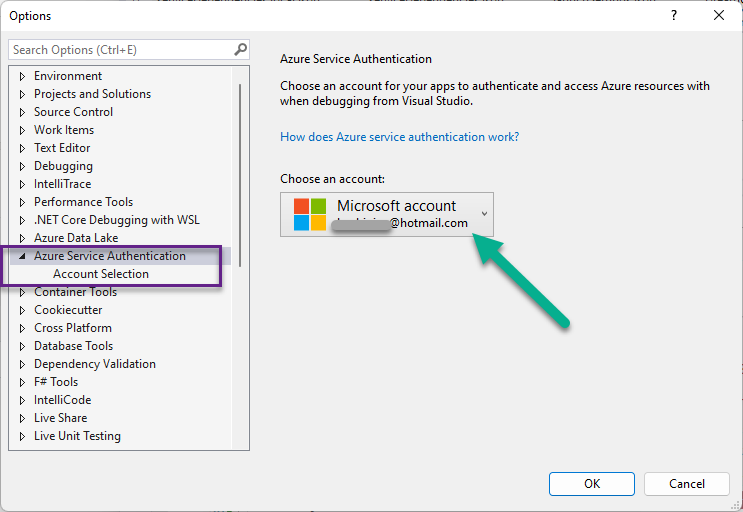 Options
?
Search Options (Ctrl+E)
Environment
Projects and Solutions
Source Control
Work Items
Text Editor
Debugging
IntelliTrace
Performance Tools
.NET Core Debugging with WSL
Azure Data Lake
Azure Service Authentication
Account Selection
Container Tools
Cookiecutter
Cross Platform
Database Tools
Dependency Validation
F# Tools
IntelliCode
Live Share
Live Unit Testing
Azure Service Authentication
Choose an account for your apps to authenticate and access Azure resources with
when debugging from Visual Studio.
How does Azure service authentication work?
Choose an account:
Microsoft account
@hotmail.com
OK
Cancel